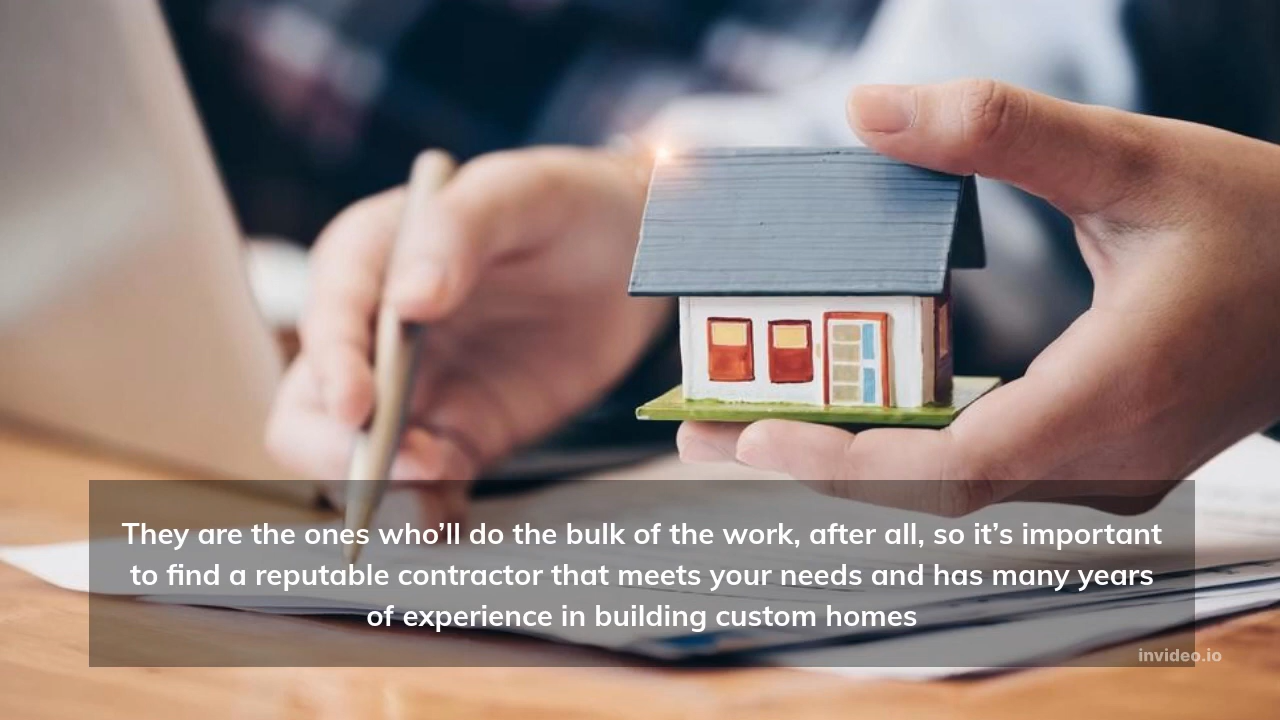 They are the ones who’ll do the bulk of the work, after all, so it’s important
to find a reputable contractor that meets your needs and has many years
of experience in building custom homes
invideo.io